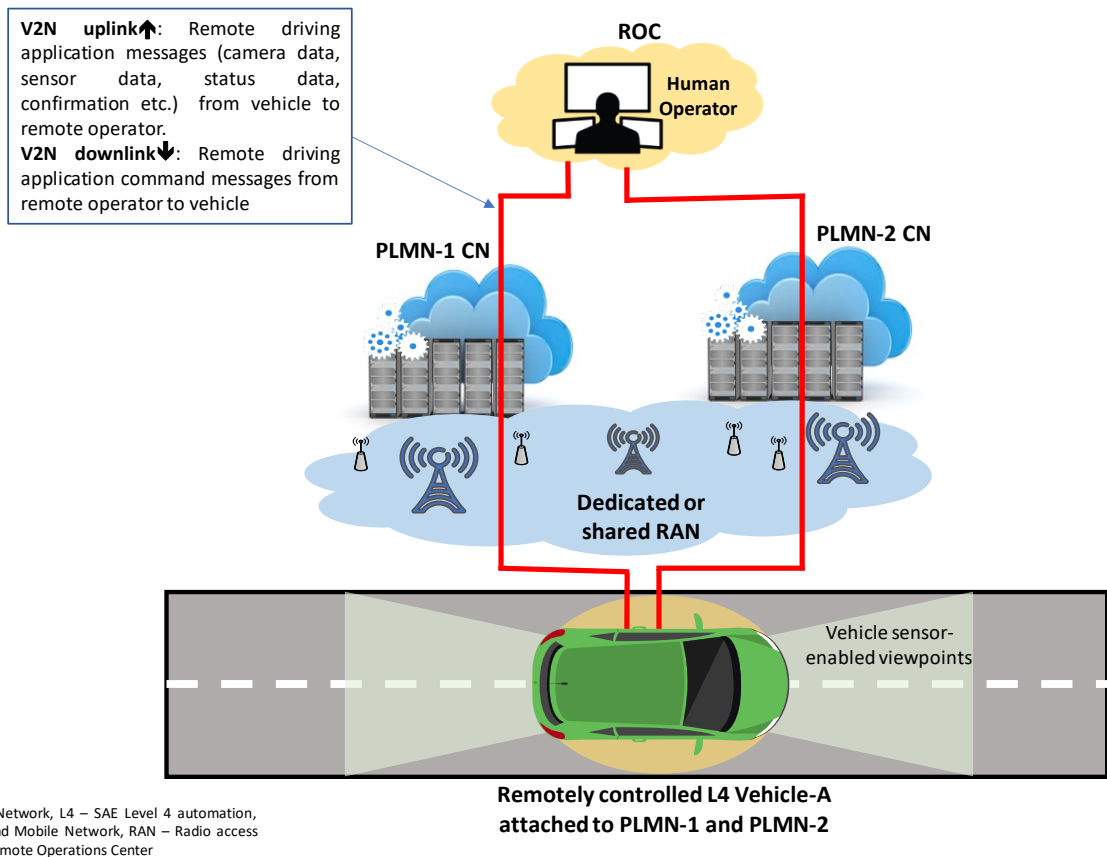 V2N uplink🡹: Remote driving
application messages (camera data,
sensor data, status data,
confirmation etc.) from vehicle to
remote operator.
V2N downlink🡻: Remote driving
application command messages from
remote operator to vehicle
ROC
Human
Operator
PLMN-1 CN
PLMN-2 CN
Dedicated or
shared RAN
Vehicle sensor-
enabled viewpoints
Remotely controlled L4 Vehicle-A
attached to PLMN-1 and PLMN-2
Network, L4 – SAE Level 4 automation,
Mobile Network, RAN – Radio access
Operations Center